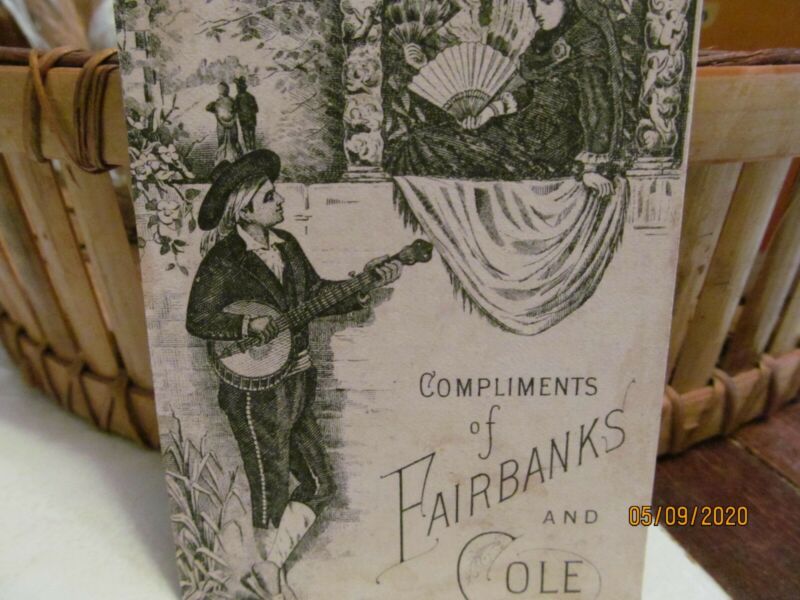 COMPLIMENTS
of
FAIRBANKS
AND
COLE
05/09/2020